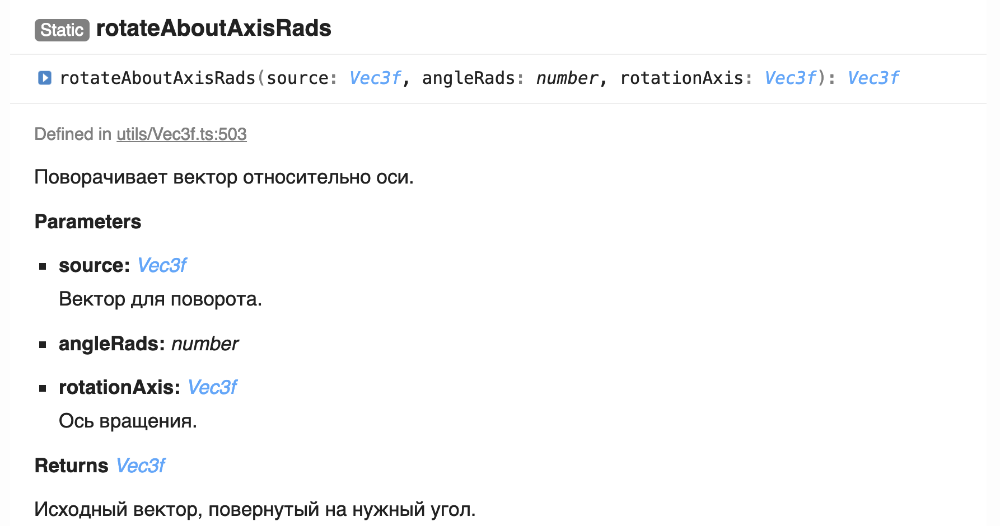 Static rotateAboutAxisRads
rotateAboutAxisRads(source: Vec3f, angleRads: number, rotationAxis: Vec3f): Vec3f
Defined in utils/Vec3f.ts:503
Поворачивает вектор относительно оси.
Parameters
source: Vec3f
Вектор для поворота.
angleRads: number
rotationAxis: Vec3f
Ось вращения.
Returns Vec3f
Исходный вектор, повернутый на нужный угол.